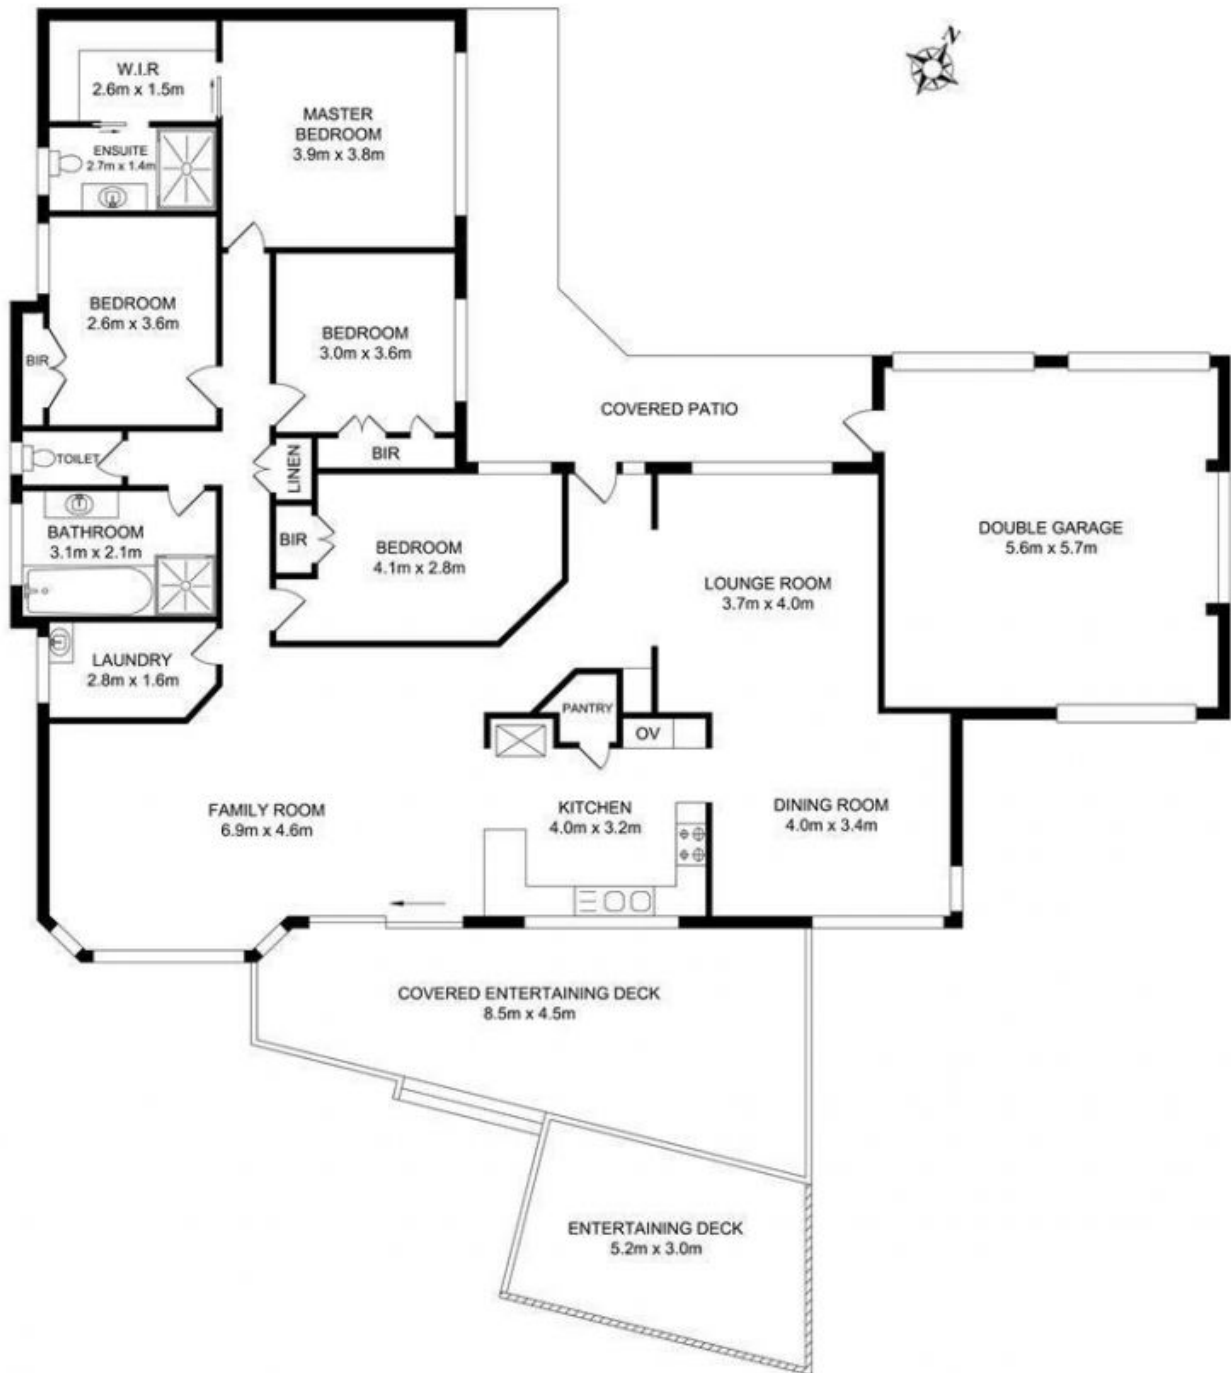 N
W.I.R
2.6m x 1.5m
MASTER
BEDROOM
3.9m x 3.8m
ENSUITE
2.7m x 1.4m
BEDROOM
2.6m x 3.6m
BIR
BEDROOM
3.0m x 3.6m
BIR
COVERED PATIO
TOILET
LINEN
BATHROOM
3.1m x 2.1m
BIR
BEDROOM
4.1m x 2.8m
LOUNGE ROOM
3.7m x 4.0m
DOUBLE GARAGE
5.6m x 5.7m
LAUNDRY
2.8m x 1.6m
PANTRY
OV
FAMILY ROOM
6.9m x 4.6m
KITCHEN
4.0m x 3.2m
DINING ROOM
4.0m x 3.4m
COVERED ENTERTAINING DECK
8.5m x 4.5m
ENTERTAINING DECK
5.2m x 3.0m